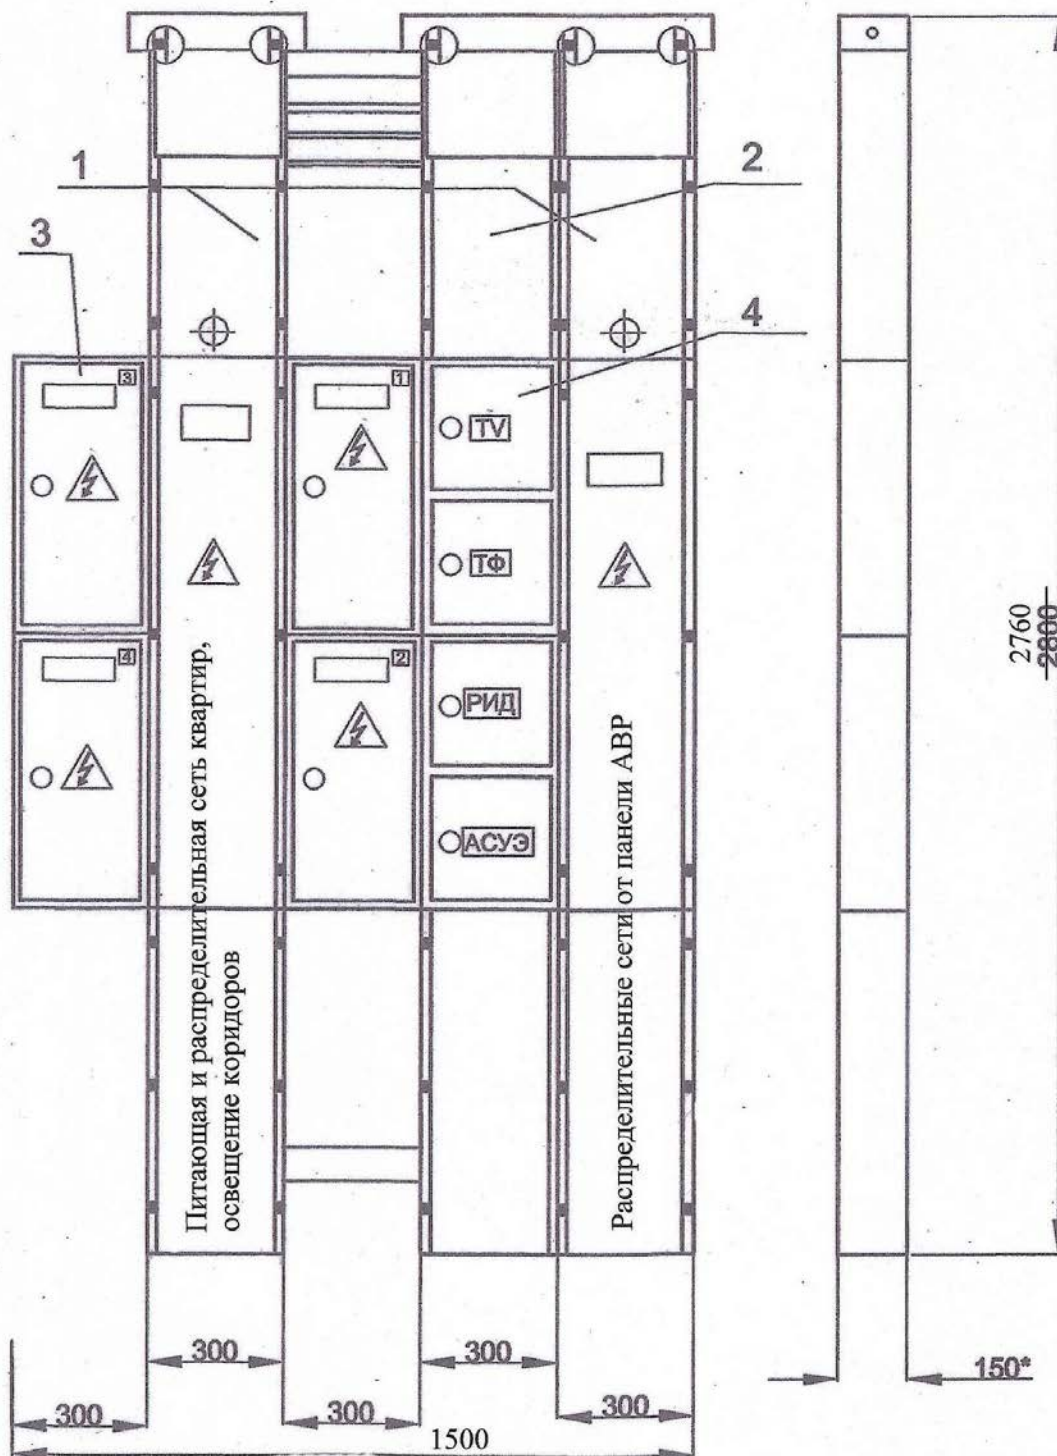 1
2
3
4
3
1
TV
ТФ
4
2
РИД
АСУЭ
Питающая и распределительная сеть квартир,
освещение коридоров
Распределительные сети от панели АВР
2760
2800
300
300
150*
300
300
300
1500